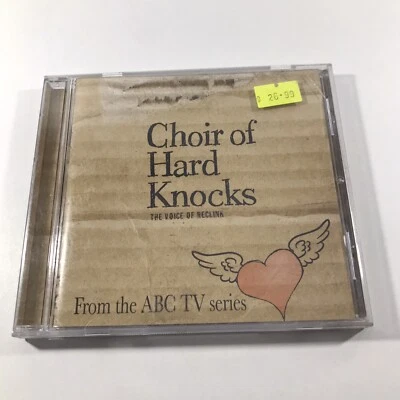 $ 26.99
Choir of
Hard
Knocks
THE VOICE OF RECLINK
From the ABC TV series